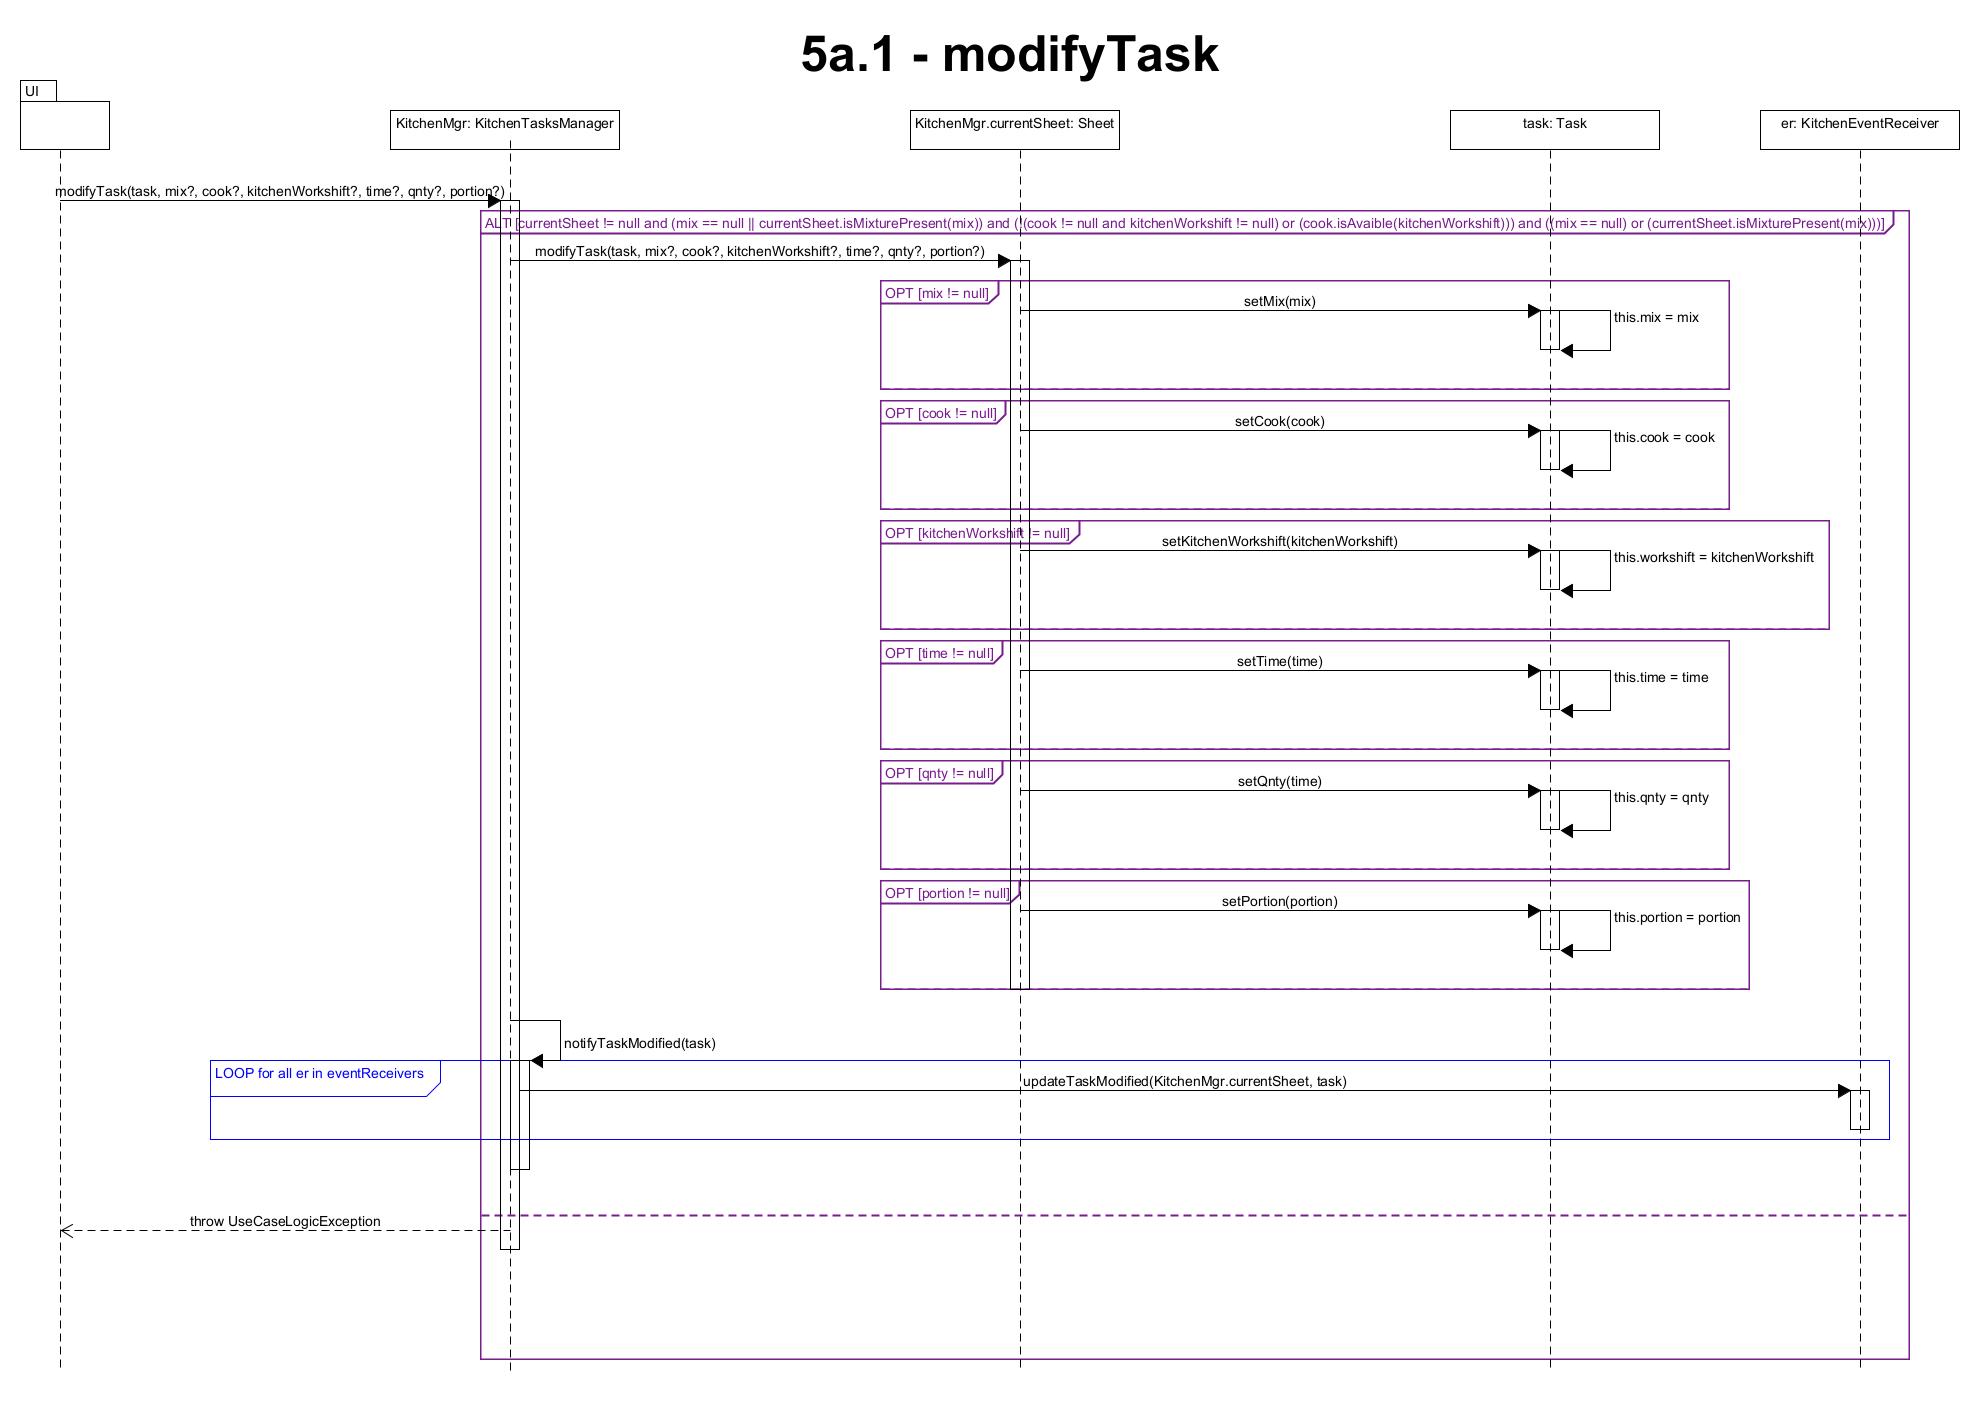 5a.1 - modifyTask
UI
KitchenMgr: KitchenTasksManager
KitchenMgr.currentSheet: Sheet
task: Task
er: KitchenEventReceiver
modifyTask(task, mix?, cook?, kitchenWorkshift?, time?, qnty?, portion?)
ALT [currentSheet != null and (mix == null || currentSheet.isMixturePresent(mix)) and (!(cook != null and kitchenWorkshift != null) or (cook.isAvaible(kitchenWorkshift))) and ((mix == null) or (currentSheet.isMixturePresent(mix)))]
modifyTask(task, mix?, cook?, kitchenWorkshift?, time?, qnty?, portion?)
OPT [mix != null]
setMix(mix)
this.mix = mix
OPT [cook != null]
setCook(cook)
this.cook = cook
OPT [kitchenWorkshift != null]
setKitchenWorkshift(kitchenWorkshift)
this.workshift = kitchenWorkshift
OPT [time != null]
setTime(time)
this.time = time
OPT [qnty != null]
setQnty(time)
this.qnty = qnty
OPT [portion != null]
setPortion(portion)
this.portion = portion
notifyTaskModified(task)
LOOP for all er in eventReceivers
updateTaskModified(KitchenMgr.currentSheet, task)
throw UseCaseLogicException